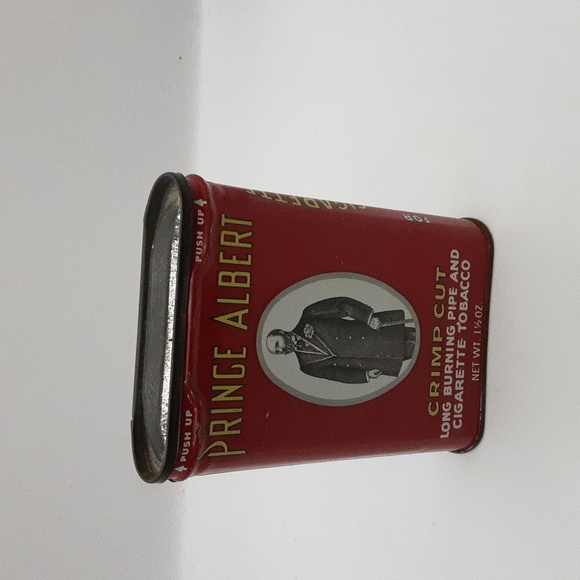 PUSH UP
PUSH UP
PRINCE ALBERT
CRIMP CUT
LONG BURNING PIPE AND
CIGARETTE TOBACCO
NET WT. 1½ OZ.
FOR
CIGARETTE